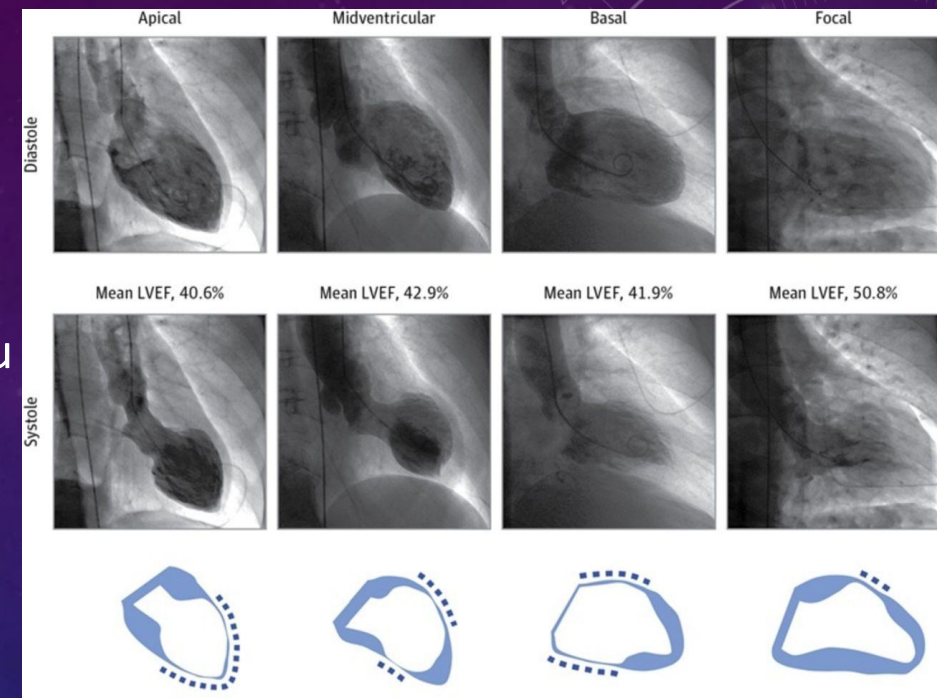 Apical Midventricular Basal Focal
Diastole
Mean LVEF, 40.6% Mean LVEF, 42.9% Mean LVEF, 41.9% Mean LVEF, 50.8%
u
Systole